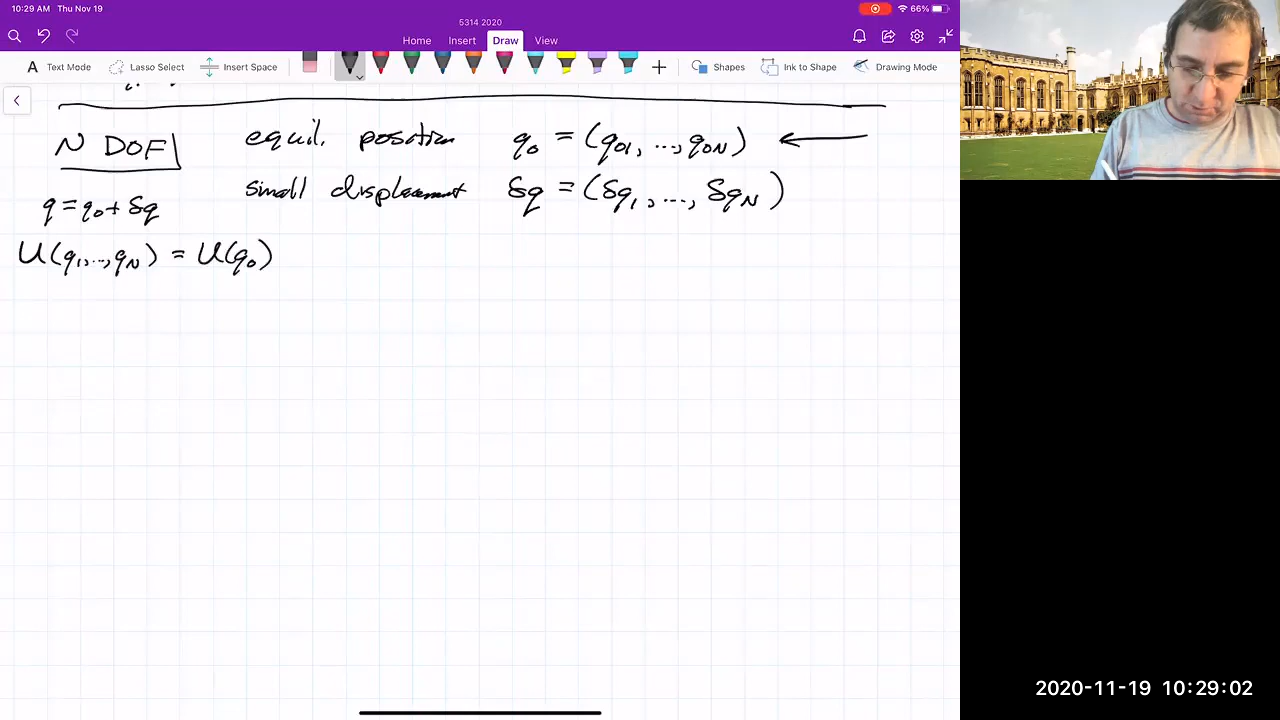 10:29 AM Thu Nov 19
66%
5314 2020
Home Insert Draw View
A Text Mode Lasso Select Insert Space Shapes Ink to Shape Drawing Mode
N DOF equil. position q₀ = (q₀₁, ..., q₀N) ←
small displacement δq = (δq₁, ..., δqN)
q = q₀ + δq
U(q₁,...,qN) = U(q₀)
2020-11-19 10:29:02